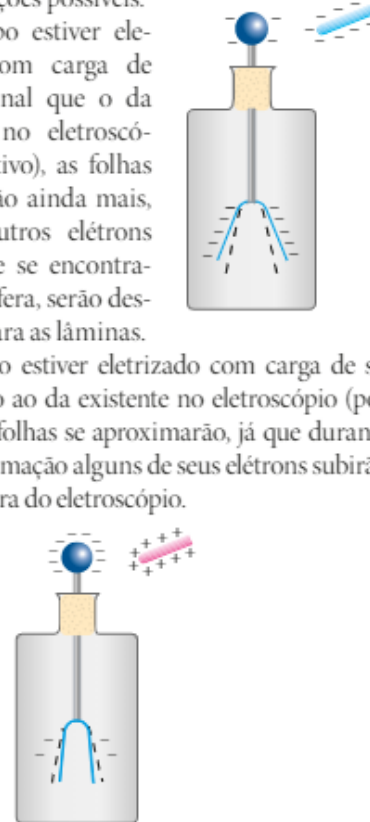 ções possíveis.
po estiver ele-
om carga de
nal que o da
no eletroscó-
tivo), as folhas
ão ainda mais,
utros elétrons
e se encontra-
fera, serão des-
ara as lâminas.
o estiver eletrizado com carga de s
o ao da existente no eletroscópio (po
folhas se aproximarão, já que duran
mação alguns de seus elétrons subirã
ra do eletroscópio.